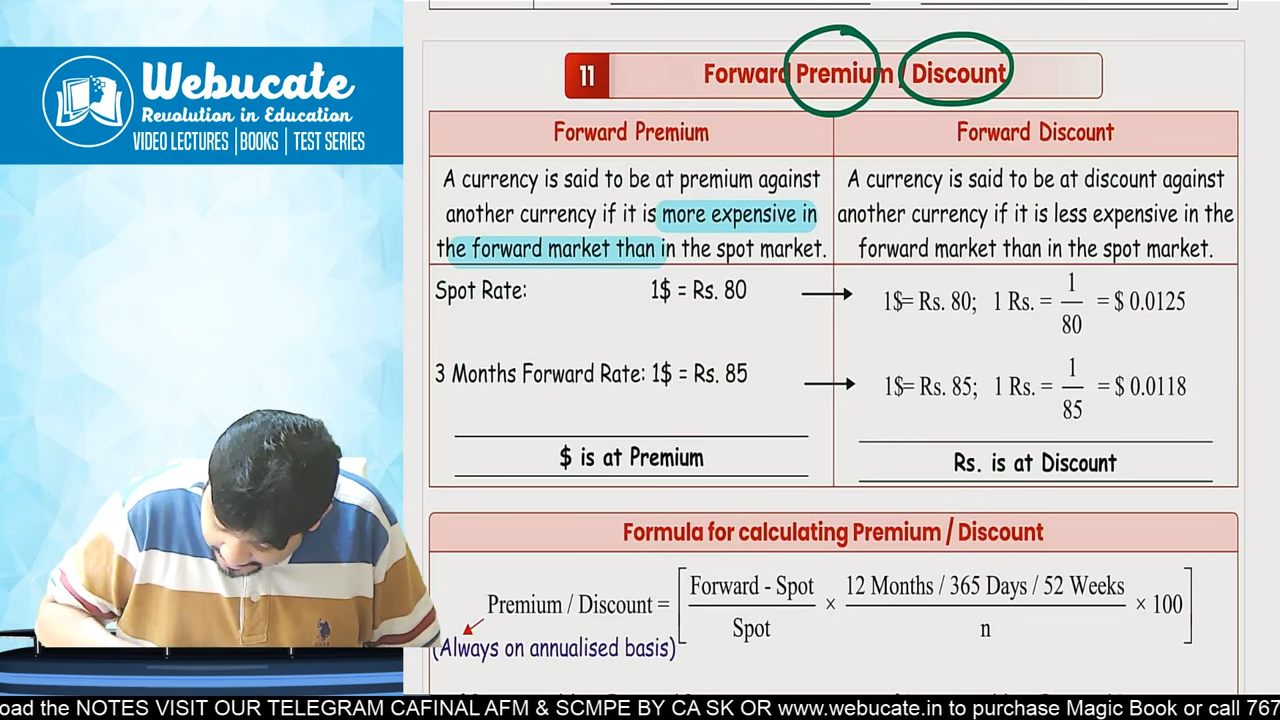 Webucate
Revolution in Education
VIDEO LECTURES | BOOKS | TEST SERIES
11 Forward Premium / Discount
Forward Premium
Forward Discount
A currency is said to be at premium against
another currency if it is more expensive in
the forward market than in the spot market.
A currency is said to be at discount against
another currency if it is less expensive in the
forward market than in the spot market.
Spot Rate: 1$ = Rs. 80
1$= Rs. 80; 1 Rs. = 1/80 = $ 0.0125
3 Months Forward Rate: 1$ = Rs. 85
1$= Rs. 85; 1 Rs. = 1/85 = $ 0.0118
$ is at Premium
Rs. is at Discount
Formula for calculating Premium / Discount
Premium / Discount = [Forward - Spot / Spot × 12 Months / 365 Days / 52 Weeks / n × 100]
(Always on annualised basis)
oad the NOTES VISIT OUR TELEGRAM CAFINAL AFM & SCMPE BY CA SK OR www.webucate.in to purchase Magic Book or call 767